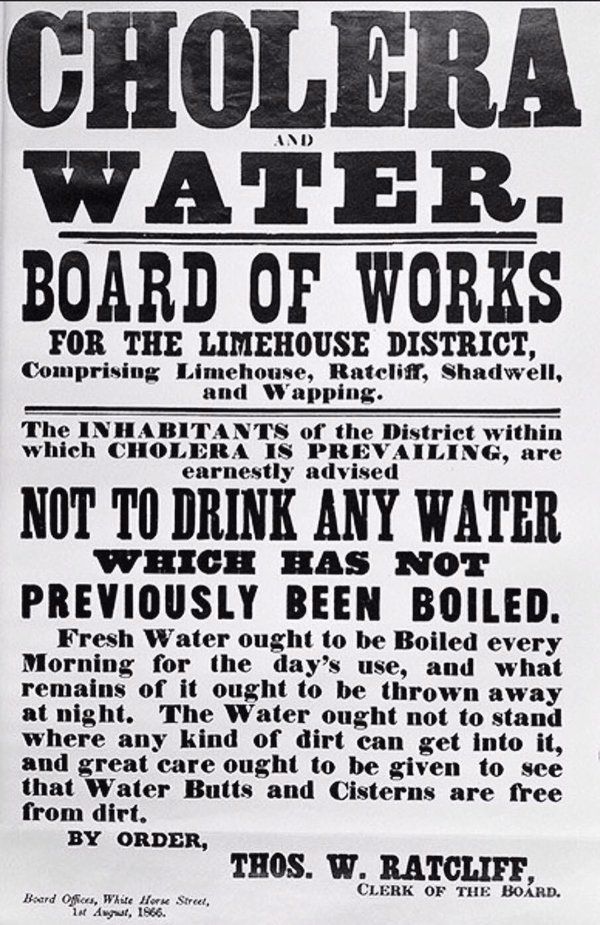 CHOLERA
AND
WATER.
BOARD OF WORKS
FOR THE LIMEHOUSE DISTRICT,
Comprising Limehouse, Ratcliff, Shadwell,
and Wapping.
The INHABITANTS of the District within
which CHOLERA IS PREVAILING, are
earnestly advised
NOT TO DRINK ANY WATER
WHICH HAS NOT
PREVIOUSLY BEEN BOILED.
Fresh Water ought to be Boiled every
Morning for the day's use, and what
remains of it ought to be thrown away
at night. The Water ought not to stand
where any kind of dirt can get into it,
and great care ought to be given to see
that Water Butts and Cisterns are free
from dirt.
BY ORDER,
THOS. W. RATCLIFF,
CLERK OF THE BOARD.
Board Offices, White Horse Street,
1st August, 1866.